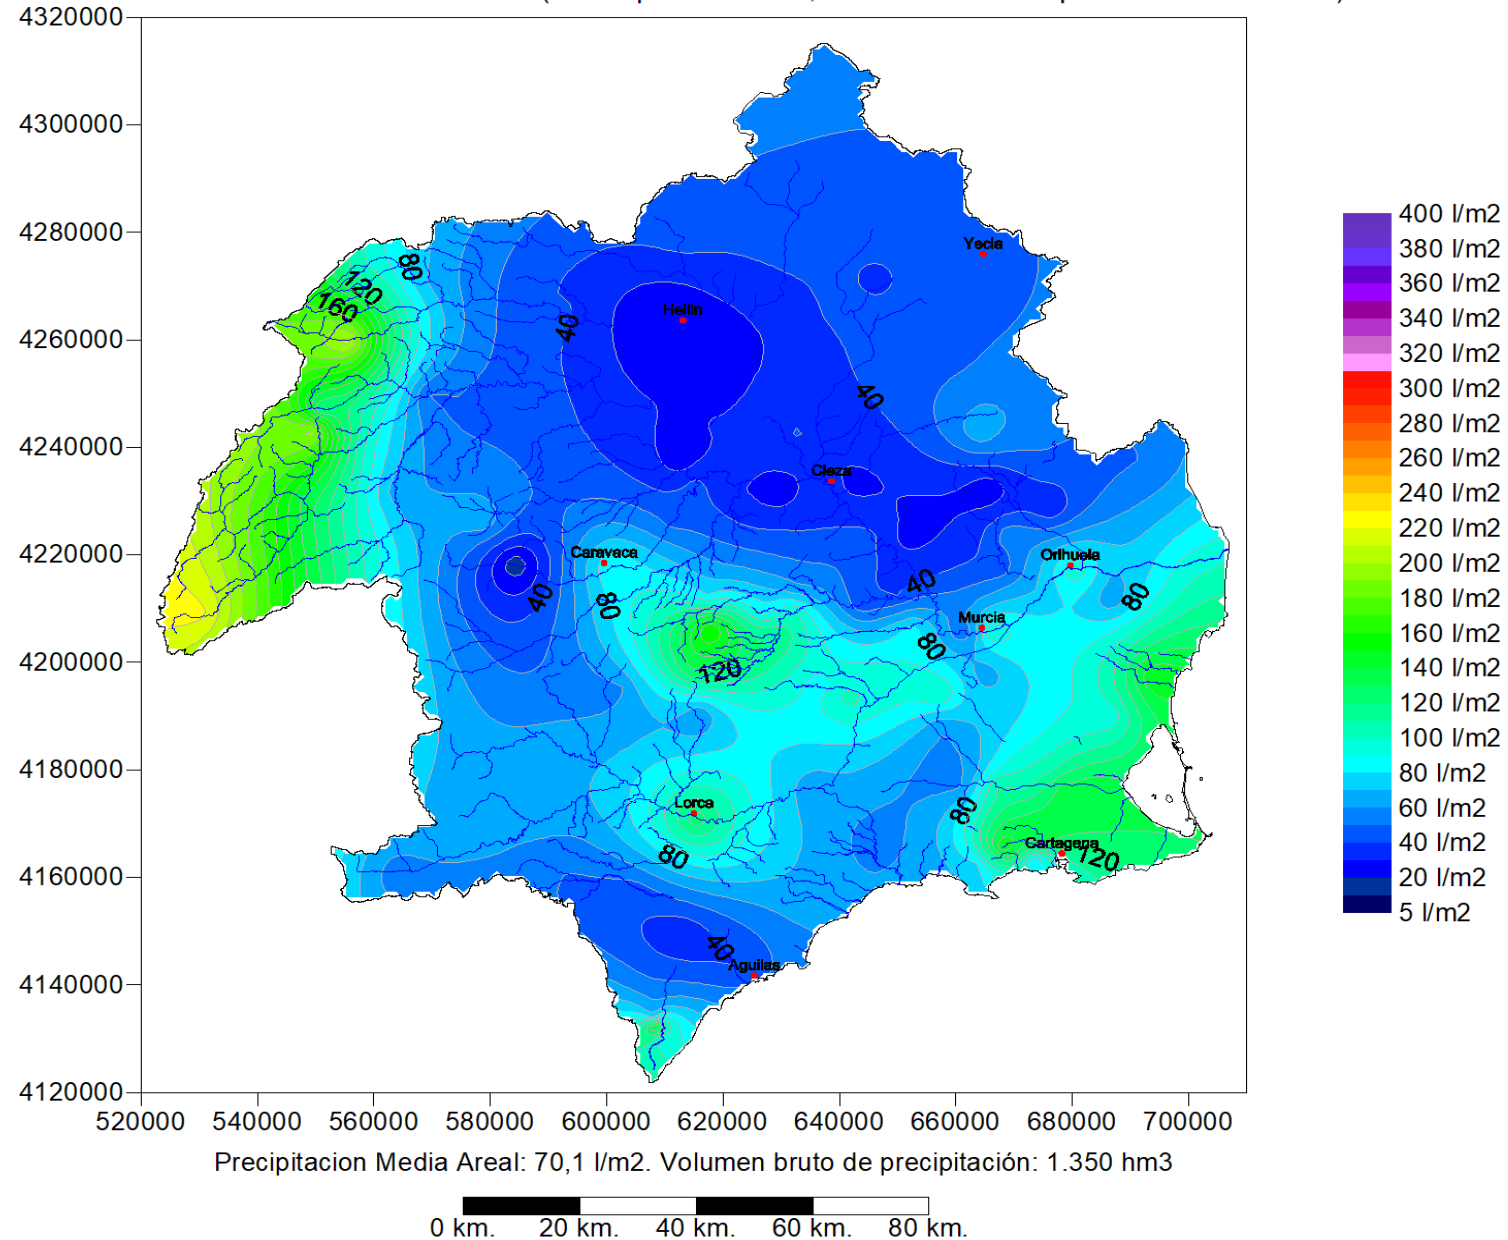 4320000
4300000
4280000
4260000
4240000
4220000
4200000
4180000
4160000
4140000
4120000
520000 540000 560000 580000 600000 620000 640000 660000 680000 700000
Yecla
80
120
160
Hellin
40
40
Cieza
Caravaca
Orihuela
40
40
80
80
Murcia
80
120
Lorca
80
80
Cartagena
120
40
Aguilas
400 l/m2
380 l/m2
360 l/m2
340 l/m2
320 l/m2
300 l/m2
280 l/m2
260 l/m2
240 l/m2
220 l/m2
200 l/m2
180 l/m2
160 l/m2
140 l/m2
120 l/m2
100 l/m2
80 l/m2
60 l/m2
40 l/m2
20 l/m2
5 l/m2
Precipitacion Media Areal: 70,1 l/m2. Volumen bruto de precipitación: 1.350 hm3
0 km. 20 km. 40 km. 60 km. 80 km.